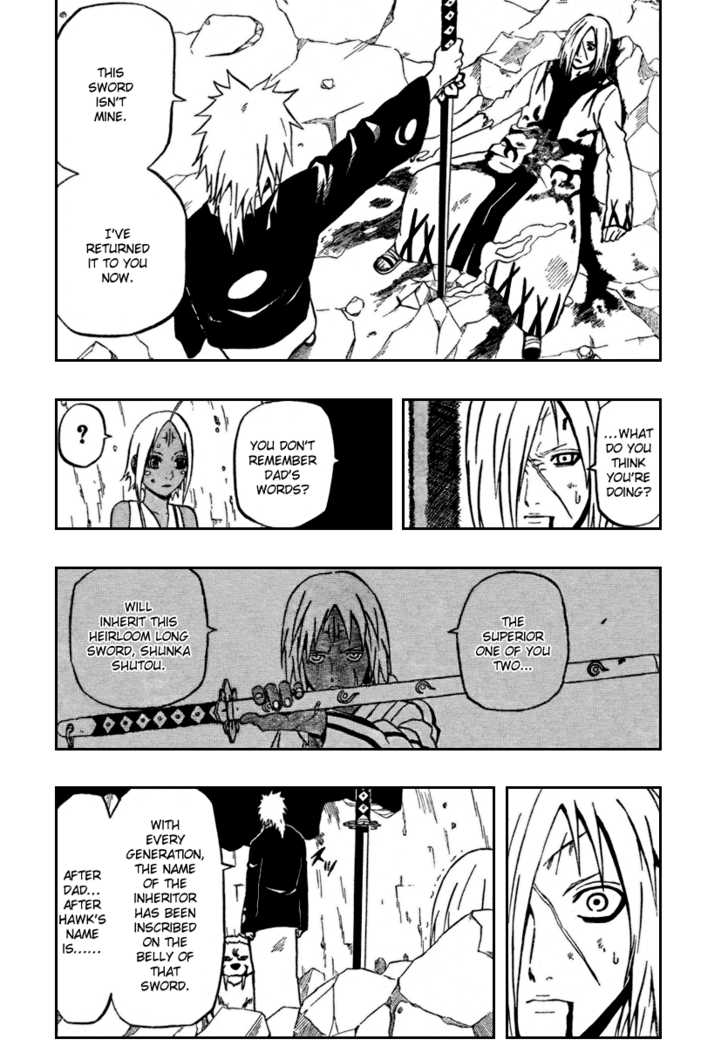 THIS
SWORD
ISN'T
MINE.
I'VE
RETURNED
IT TO YOU
NOW.
...WHAT
DO YOU
THINK
YOU'RE
DOING?
YOU DON'T
REMEMBER
DAD'S
WORDS?
?
THE
SUPERIOR
ONE OF YOU
TWO...
WILL
INHERIT THIS
HEIRLOOM LONG
SWORD, SHUNKA
SHUTOU.
WITH
EVERY
GENERATION,
THE NAME
OF THE
INHERITOR
HAS BEEN
INSCRIBED
ON THE
BELLY OF
THAT
SWORD.
AFTER
DAD...
AFTER
HAWK'S
NAME
IS......